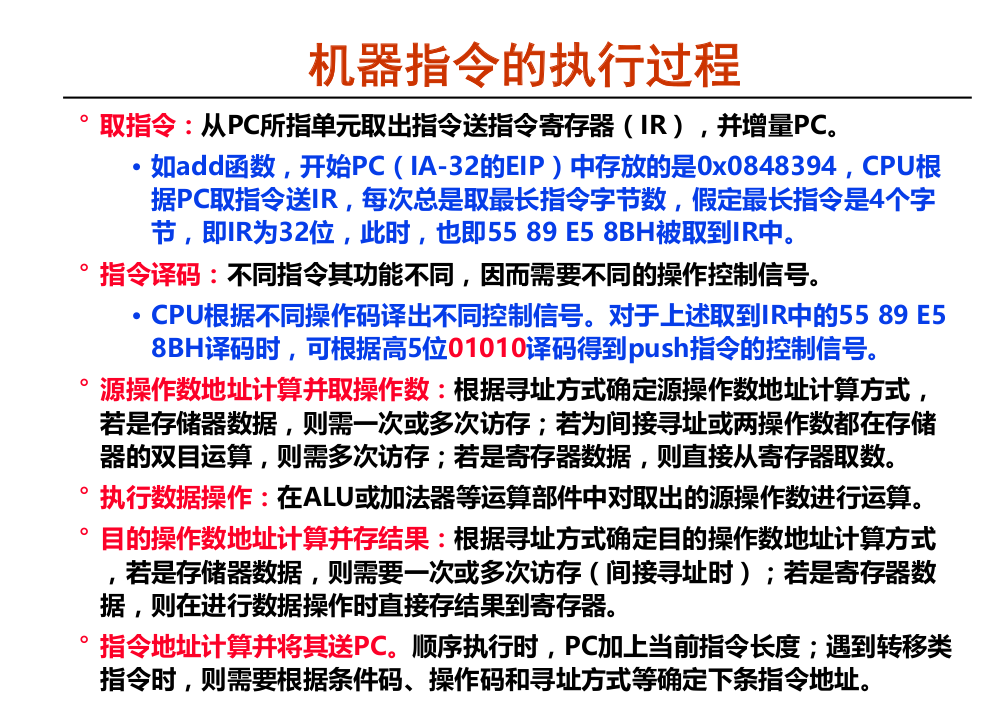 机器指令的执行过程
° 取指令：从PC所指单元取出指令送指令寄存器（IR），并增量PC。
• 如add函数，开始PC（IA-32的EIP）中存放的是0x0848394，CPU根
据PC取指令送IR，每次总是取最长指令字节数，假定最长指令是4个字
节，即IR为32位，此时，也即55 89 E5 8BH被取到IR中。
° 指令译码：不同指令其功能不同，因而需要不同的操作控制信号。
• CPU根据不同操作码译出不同控制信号。对于上述取到IR中的55 89 E5
8BH译码时，可根据高5位01010译码得到push指令的控制信号。
° 源操作数地址计算并取操作数：根据寻址方式确定源操作数地址计算方式，
若是存储器数据，则需一次或多次访存；若为间接寻址或两操作数都在存储
器的双目运算，则需多次访存；若是寄存器数据，则直接从寄存器取数。
° 执行数据操作：在ALU或加法器等运算部件中对取出的源操作数进行运算。
° 目的操作数地址计算并存结果：根据寻址方式确定目的操作数地址计算方式
，若是存储器数据，则需要一次或多次访存（间接寻址时）；若是寄存器数
据，则在进行数据操作时直接存结果到寄存器。
° 指令地址计算并将其送PC。顺序执行时，PC加上当前指令长度；遇到转移类
指令时，则需要根据条件码、操作码和寻址方式等确定下条指令地址。